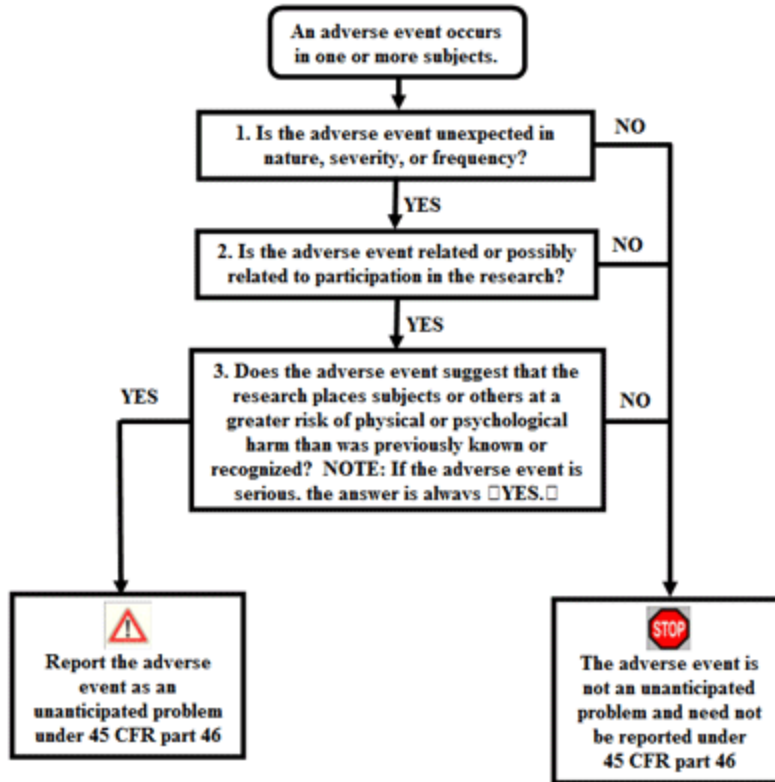 An adverse event occurs
in one or more subjects.
1. Is the adverse event unexpected in
nature, severity, or frequency?
NO
YES
2. Is the adverse event related or possibly
related to participation in the research?
NO
YES
3. Does the adverse event suggest that the
research places subjects or others at a
greater risk of physical or psychological
harm than was previously known or
recognized? NOTE: If the adverse event is
serious, the answer is always □YES.□
YES
NO
Report the adverse
event as an
unanticipated problem
under 45 CFR part 46
STOP
The adverse event is
not an unanticipated
problem and need not
be reported under
45 CFR part 46